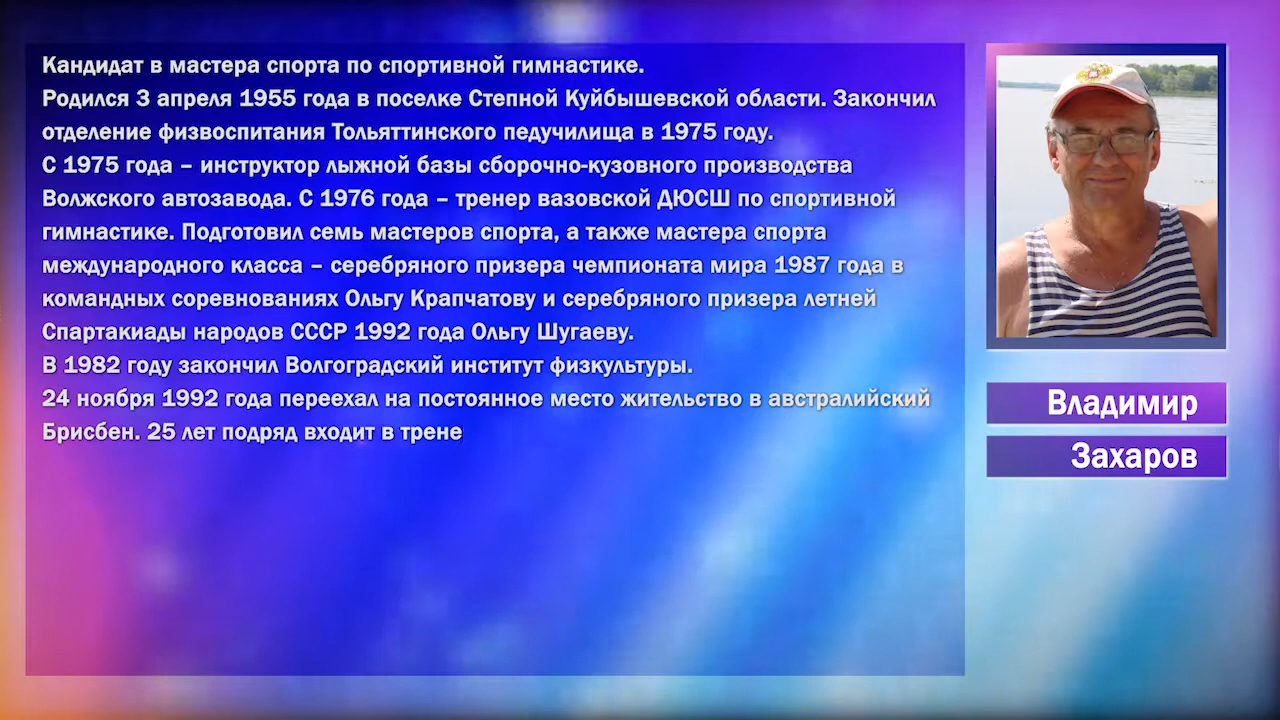 Кандидат в мастера спорта по спортивной гимнастике.
Родился 3 апреля 1955 года в поселке Степной Куйбышевской области. Закончил
отделение физвоспитания Тольяттинского педучилища в 1975 году.
С 1975 года – инструктор лыжной базы сборочно-кузовного производства
Волжского автозавода. С 1976 года – тренер вазовской ДЮСШ по спортивной
гимнастике. Подготовил семь мастеров спорта, а также мастера спорта
международного класса – серебряного призера чемпионата мира 1987 года в
командных соревнованиях Ольгу Крапчатову и серебряного призера летней
Спартакиады народов СССР 1992 года Ольгу Шугаеву.
В 1982 году закончил Волгоградский институт физкультуры.
24 ноября 1992 года переехал на постоянное место жительство в австралийский
Брисбен. 25 лет подряд входит в трене
Владимир
Захаров